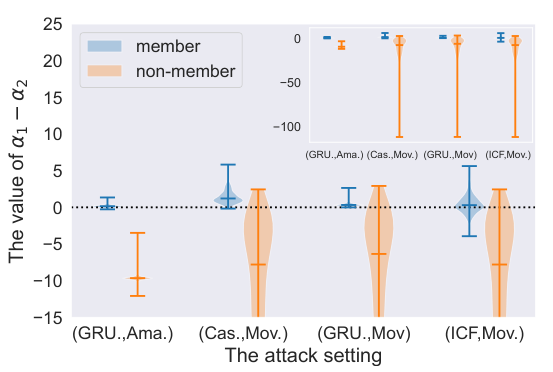 25
20
15
10
5
0
−5
−10
−15
The value of α₁ − α₂
member
non-member
0
−50
−100
(GRU.,Ama.) (Cas.,Mov.) (GRU.,Mov) (ICF,Mov.)
(GRU.,Ama.) (Cas.,Mov.) (GRU.,Mov) (ICF,Mov.)
The attack setting